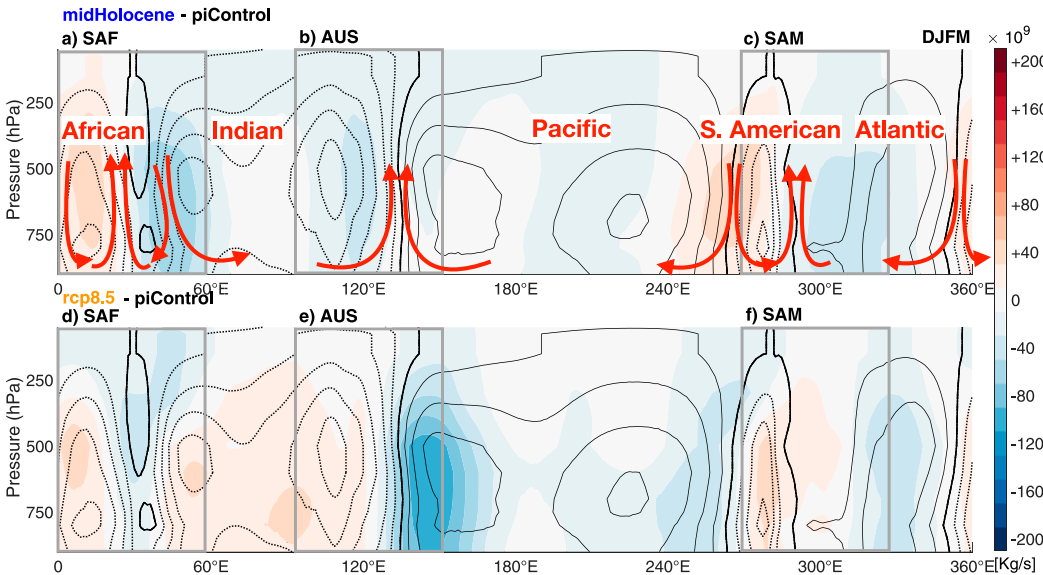 midHolocene - piControl
a) SAF
b) AUS
c) SAM
DJFM
× 10⁹
Pressure (hPa)
250
500
750
African
Indian
Pacific
S. American
Atlantic
0
60°E
120°E
180°E
240°E
300°E
360°E
rcp8.5 - piControl
d) SAF
e) AUS
f) SAM
Pressure (hPa)
250
500
750
0
60°E
120°E
180°E
240°E
300°E
360°E
+200
+160
+120
+80
+40
0
-40
-80
-120
-160
-200
[Kg/s]